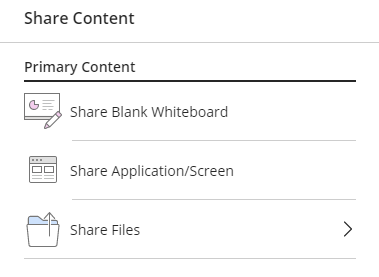 Share Content
Primary Content
Share Blank Whiteboard
Share Application/Screen
Share Files